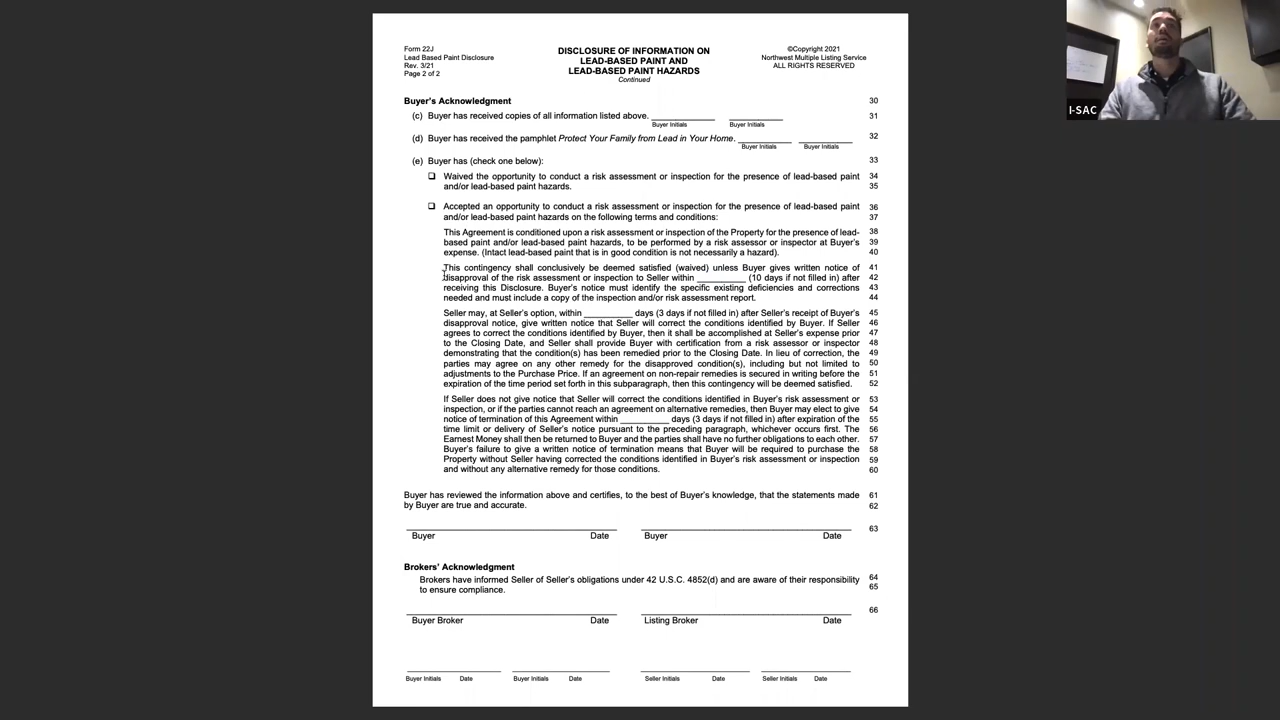 Form 22J
Lead Based Paint Disclosure
Rev. 3/21
Page 2 of 2
DISCLOSURE OF INFORMATION ON
LEAD-BASED PAINT AND
LEAD-BASED PAINT HAZARDS
Continued
©Copyright 2021
Northwest Multiple Listing Service
ALL RIGHTS RESERVED
I-SAC
Buyer's Acknowledgment 30
(c) Buyer has received copies of all information listed above. 31
Buyer Initials Buyer Initials
(d) Buyer has received the pamphlet Protect Your Family from Lead in Your Home. 32
Buyer Initials Buyer Initials
(e) Buyer has (check one below): 33
❑ Waived the opportunity to conduct a risk assessment or inspection for the presence of lead-based paint 34
and/or lead-based paint hazards. 35
❑ Accepted an opportunity to conduct a risk assessment or inspection for the presence of lead-based paint 36
and/or lead-based paint hazards on the following terms and conditions: 37
This Agreement is conditioned upon a risk assessment or inspection of the Property for the presence of lead- 38
based paint and/or lead-based paint hazards, to be performed by a risk assessor or inspector at Buyer's 39
expense. (Intact lead-based paint that is in good condition is not necessarily a hazard). 40
This contingency shall conclusively be deemed satisfied (waived) unless Buyer gives written notice of 41
disapproval of the risk assessment or inspection to Seller within __________ (10 days if not filled in) after 42
receiving this Disclosure. Buyer's notice must identify the specific existing deficiencies and corrections 43
needed and must include a copy of the inspection and/or risk assessment report. 44
Seller may, at Seller's option, within __________ days (3 days if not filled in) after Seller's receipt of Buyer's 45
disapproval notice, give written notice that Seller will correct the conditions identified by Buyer. If Seller 46
agrees to correct the conditions identified by Buyer, then it shall be accomplished at Seller's expense prior 47
to the Closing Date, and Seller shall provide Buyer with certification from a risk assessor or inspector 48
demonstrating that the condition(s) has been remedied prior to the Closing Date. In lieu of correction, the 49
parties may agree on any other remedy for the disapproved condition(s), including but not limited to 50
adjustments to the Purchase Price. If an agreement on non-repair remedies is secured in writing before the 51
expiration of the time period set forth in this subparagraph, then this contingency will be deemed satisfied. 52
If Seller does not give notice that Seller will correct the conditions identified in Buyer's risk assessment or 53
inspection, or if the parties cannot reach an agreement on alternative remedies, then Buyer may elect to give 54
notice of termination of this Agreement within __________ days (3 days if not filled in) after expiration of the 55
time limit or delivery of Seller's notice pursuant to the preceding paragraph, whichever occurs first. The 56
Earnest Money shall then be returned to Buyer and the parties shall have no further obligations to each other. 57
Buyer's failure to give a written notice of termination means that Buyer will be required to purchase the 58
Property without Seller having corrected the conditions identified in Buyer's risk assessment or inspection 59
and without any alternative remedy for those conditions. 60
Buyer has reviewed the information above and certifies, to the best of Buyer's knowledge, that the statements made 61
by Buyer are true and accurate. 62
63
Buyer Date Buyer Date
Brokers' Acknowledgment
Brokers have informed Seller of Seller's obligations under 42 U.S.C. 4852(d) and are aware of their responsibility 64
to ensure compliance. 65
66
Buyer Broker Date Listing Broker Date
Buyer Initials Date Buyer Initials Date Seller Initials Date Seller Initials Date